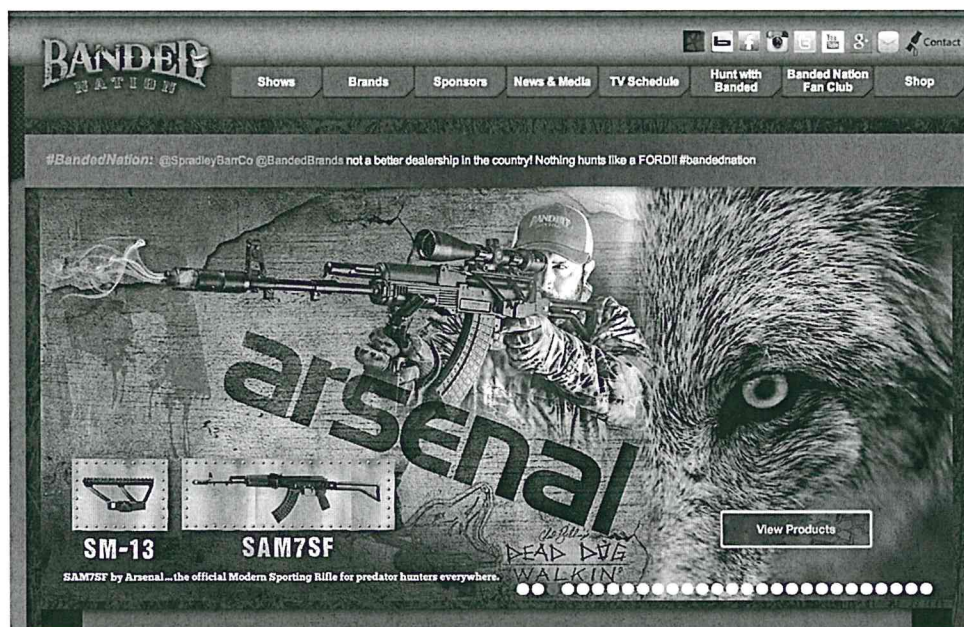 BANDED
NATION
Contact
Shows
Brands
Sponsors
News & Media
TV Schedule
Hunt with
Banded
Banded Nation
Fan Club
Shop
#BandedNation: @SpradleyBarrCo @BandedBrands not a better dealership in the country! Nothing hunts like a FORD!! #bandednation
BANDED
arsenal
SM-13
SAM7SF
View Products
DEAD DOG
WALKIN'
SAM7SF by Arsenal...the official Modern Sporting Rifle for predator hunters everywhere.